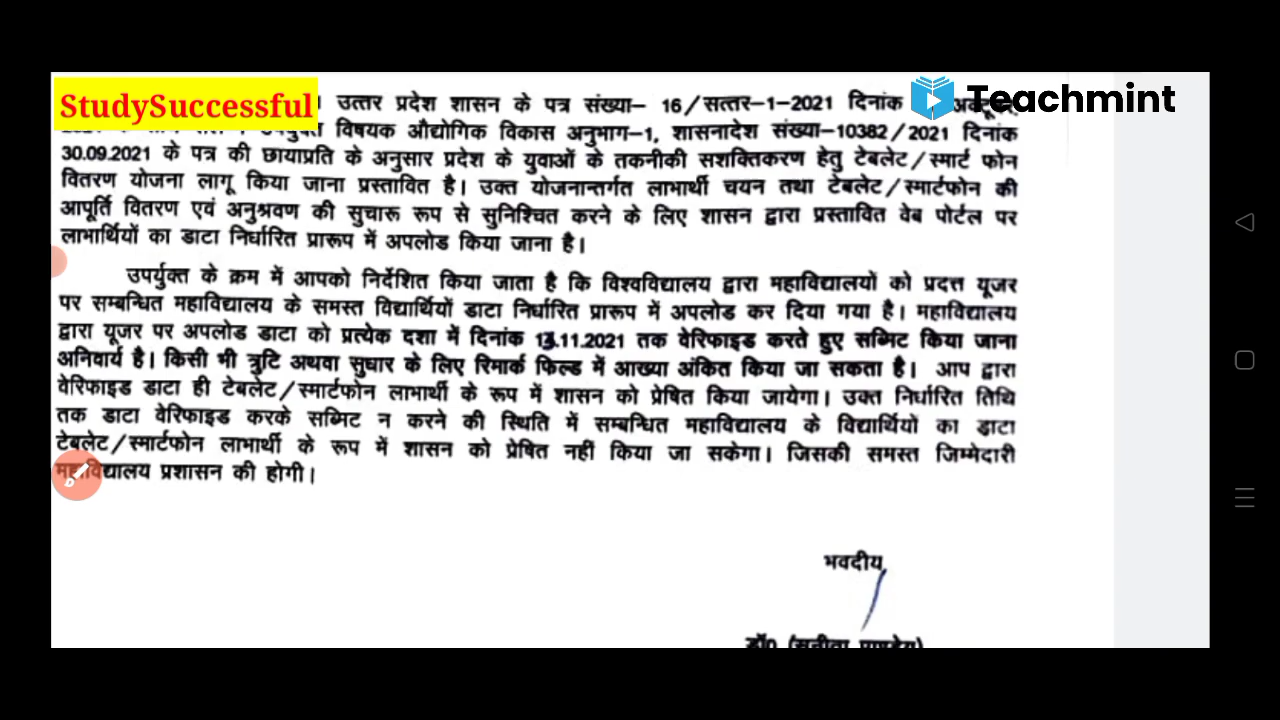 StudySuccessful
Teachmint
उत्तर प्रदेश शासन के पत्र संख्या– 16/सत्तर-1-2021 दिनांक
विषयक औद्योगिक विकास अनुभाग-1, शासनादेश संख्या-10382/2021 दिनांक
30.09.2021 के पत्र की छायाप्रति के अनुसार प्रदेश के युवाओं के तकनीकी सशक्तिकरण हेतु टेबलेट/स्मार्ट फोन
वितरण योजना लागू किया जाना प्रस्तावित है। उक्त योजनान्तर्गत लाभार्थी चयन तथा टेबलेट/स्मार्टफोन की
आपूर्ति वितरण एवं अनुश्रवण की सुचारू रूप से सुनिश्चित करने के लिए शासन द्वारा प्रस्तावित वेब पोर्टल पर
लाभार्थियों का डाटा निर्धारित प्रारूप में अपलोड किया जाना है।
उपर्युक्त के क्रम में आपको निर्देशित किया जाता है कि विश्वविद्यालय द्वारा महाविद्यालयों को प्रदत्त यूजर
पर सम्बन्धित महाविद्यालय के समस्त विद्यार्थियों डाटा निर्धारित प्रारूप में अपलोड कर दिया गया है। महाविद्यालय
द्वारा यूजर पर अपलोड डाटा को प्रत्येक दशा में दिनांक 13.11.2021 तक वेरिफाइड करते हुए सब्मिट किया जाना
अनिवार्य है। किसी भी त्रुटि अथवा सुधार के लिए रिमार्क फिल्ड में आख्या अंकित किया जा सकता है। आप द्वारा
वेरिफाइड डाटा ही टेबलेट/स्मार्टफोन लाभार्थी के रूप में शासन को प्रेषित किया जायेगा। उक्त निर्धारित तिथि
तक डाटा वेरिफाइड करके सब्मिट न करने की स्थिति में सम्बन्धित महाविद्यालय के विद्यार्थियों का डाटा
टेबलेट/स्मार्टफोन लाभार्थी के रूप में शासन को प्रेषित नहीं किया जा सकेगा। जिसकी समस्त जिम्मेदारी
महाविद्यालय प्रशासन की होगी।
भवदीय